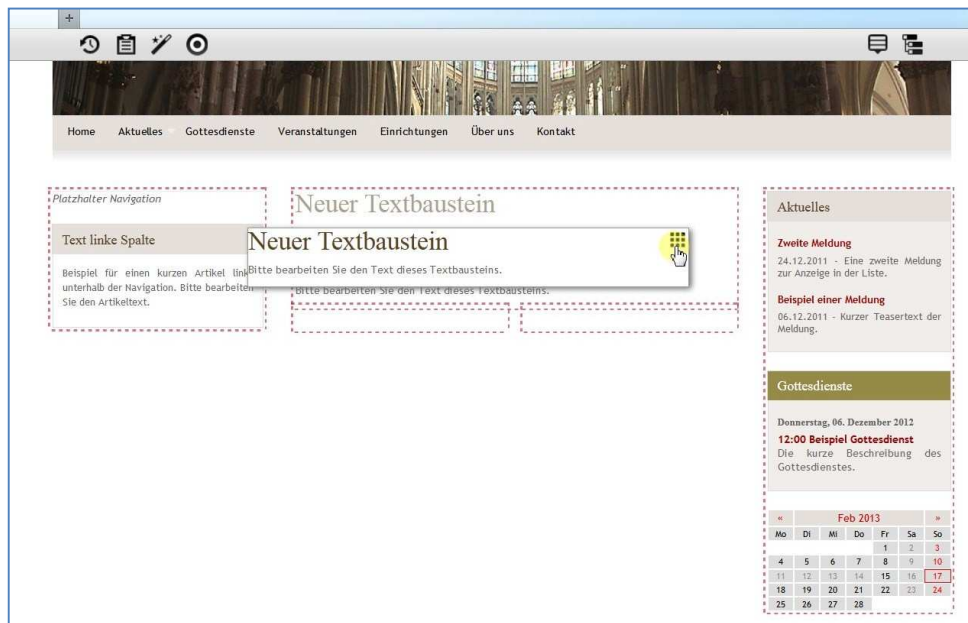 Home Aktuelles Gottesdienste Veranstaltungen Einrichtungen Über uns Kontakt
Platzhalter Navigation
Text linke Spalte
Beispiel für einen kurzen Artikel link
unterhalb der Navigation. Bitte bearbeiten
Sie den Artikeltext.
Neuer Textbaustein
Neuer Textbaustein
Bitte bearbeiten Sie den Text dieses Textbausteins.
Bitte bearbeiten Sie den Text dieses Textbausteins.
Aktuelles
Zweite Meldung
24.12.2011 - Eine zweite Meldung
zur Anzeige in der Liste.
Beispiel einer Meldung
06.12.2011 - Kurzer Teasertext der
Meldung.
Gottesdienste
Donnerstag, 06. Dezember 2012
12:00 Beispiel Gottesdienst
Die kurze Beschreibung des
Gottesdienstes.
« Feb 2013 »
Mo Di Mi Do Fr Sa So
1 2 3
4 5 6 7 8 9 10
11 12 13 14 15 16 17
18 19 20 21 22 23 24
25 26 27 28